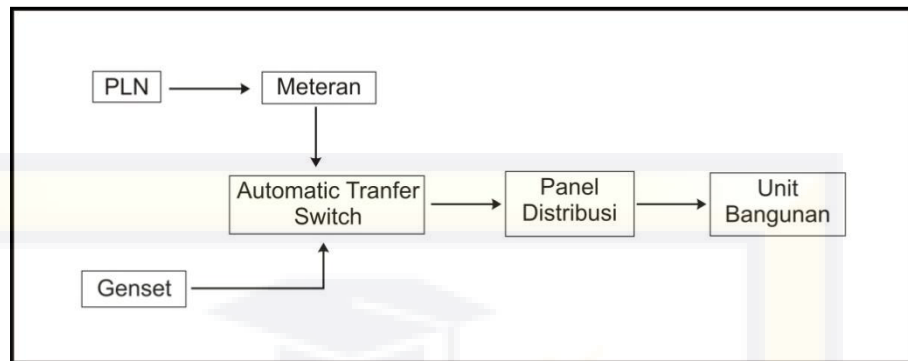 PLN
Meteran
Automatic Tranfer
Switch
Panel
Distribusi
Unit
Bangunan
Genset